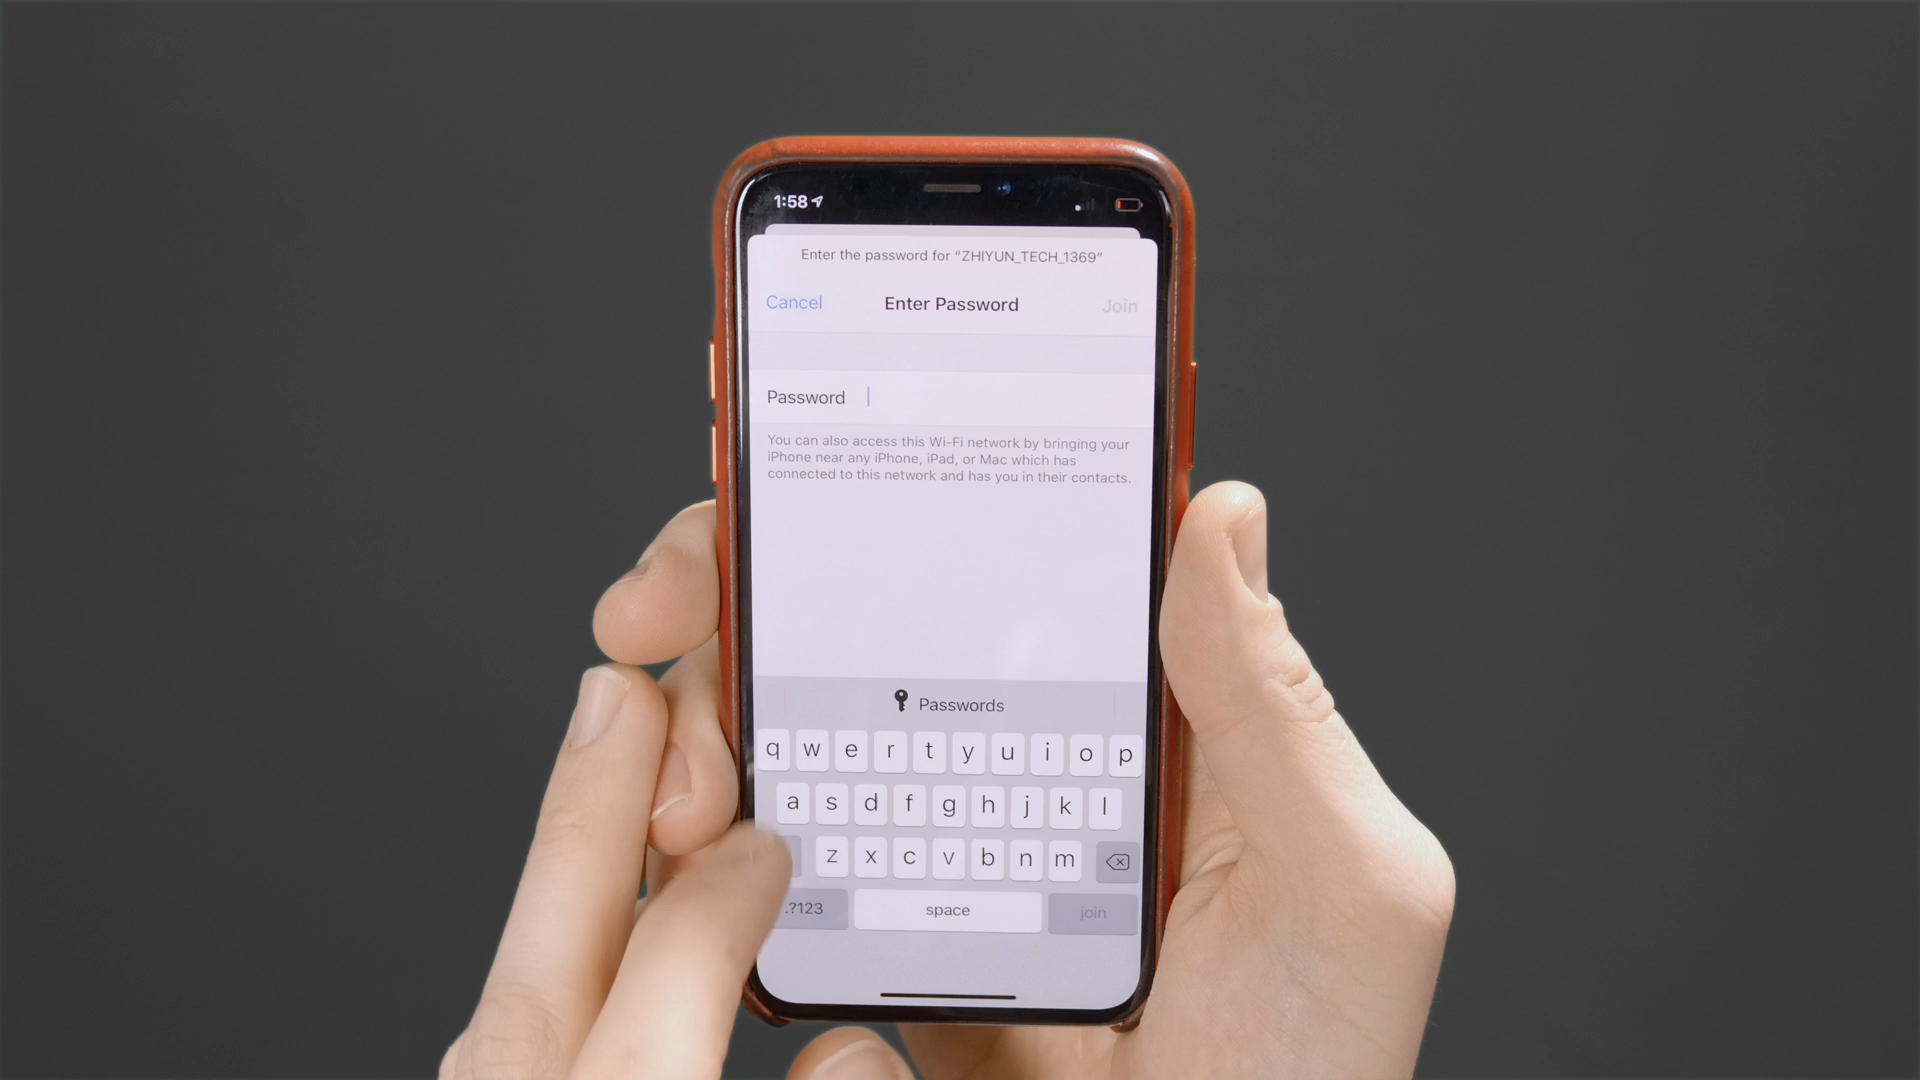 1:58
Enter the password for “ZHIYUN_TECH_1369”
Cancel Enter Password Join
Password
You can also access this Wi-Fi network by bringing your
iPhone near any iPhone, iPad, or Mac which has
connected to this network and has you in their contacts.
Passwords
q w e r t y u i o p
a s d f g h j k l
z x c v b n m
.?123 space join